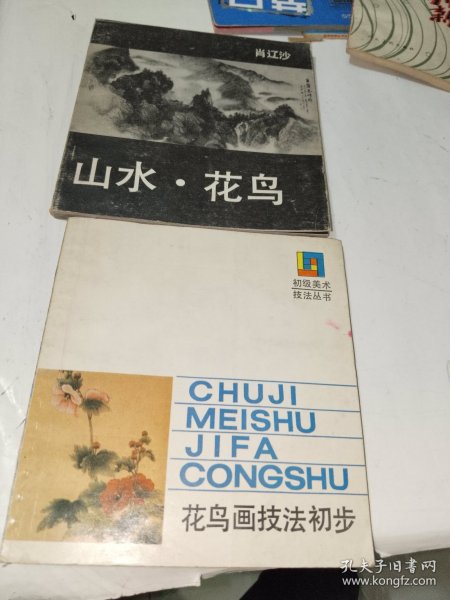 肖辽沙
山水·花鸟
初级美术
技法丛书
CHUJI
MEISHU
JIFA
CONGSHU
花鸟画技法初步
孔夫子旧书网
www.kongfz.com